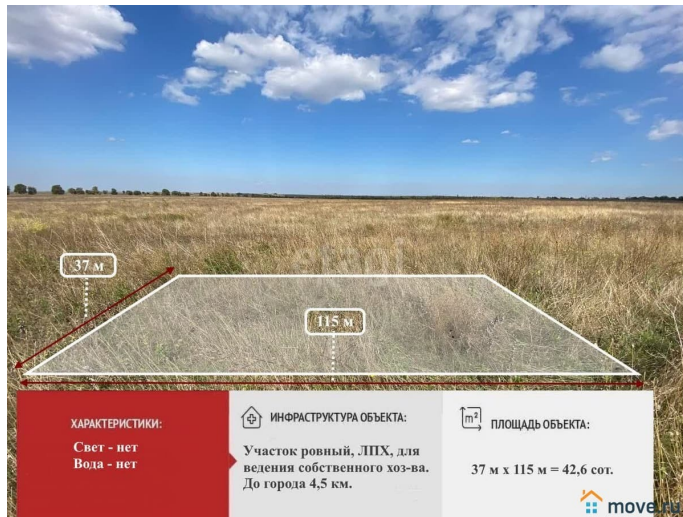 37 м
115 м
ХАРАКТЕРИСТИКИ:
Свет - нет
Вода - нет
ИНФРАСТРУКТУРА ОБЪЕКТА:
Участок ровный, ЛПХ, для
ведения собственного хоз-ва.
До города 4,5 км.
m²
ПЛОЩАДЬ ОБЪЕКТА:
37 м x 115 м = 42,6 сот.
move.ru